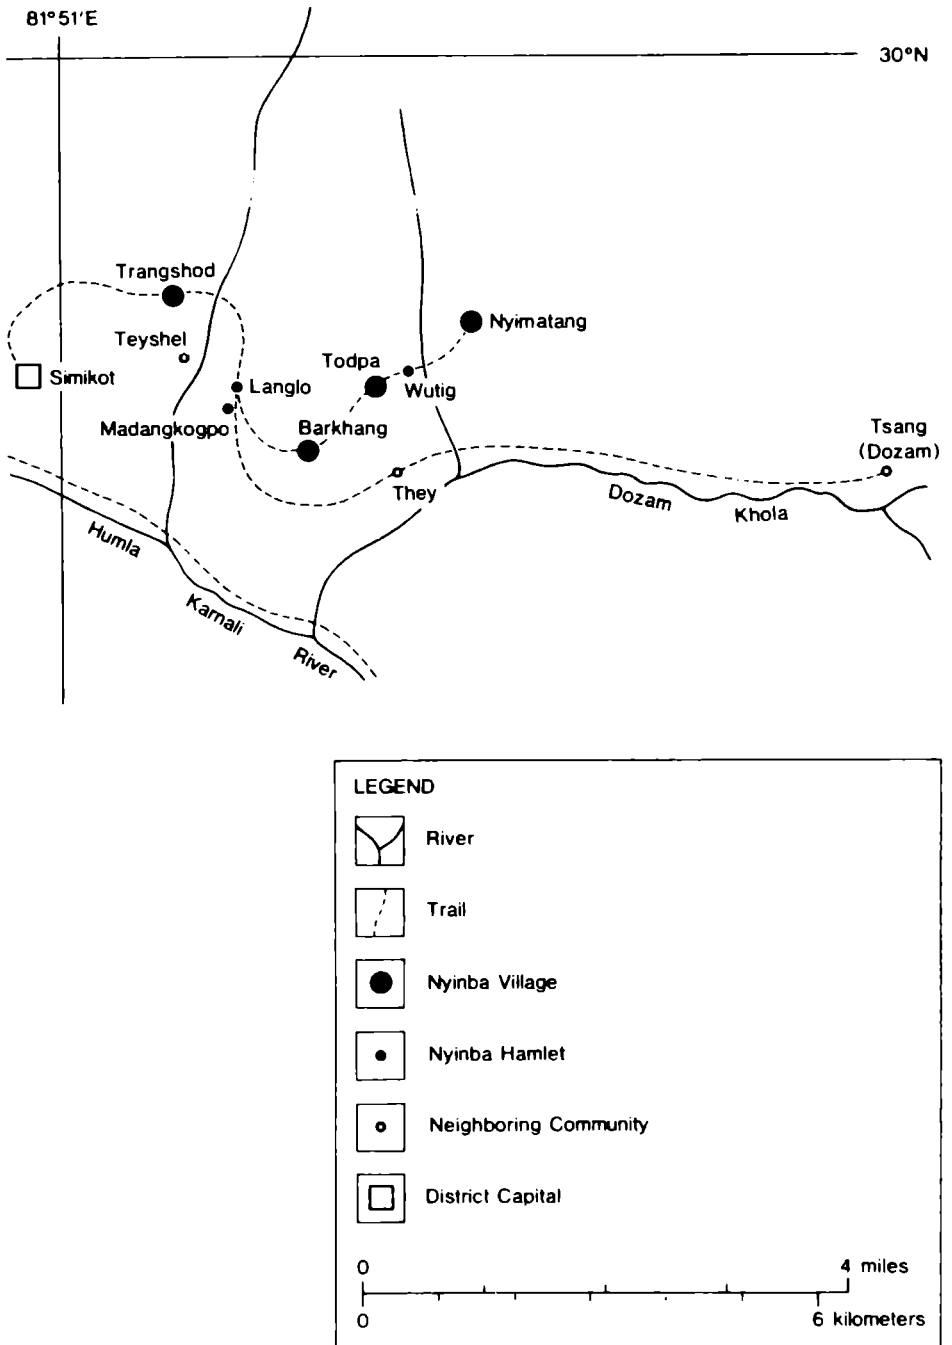 81°51'E
30°N
Trangshod
Teyshel
Nyimatang
Todpa
Simikot
Langlo
Wutig
Madangkogpo
Barkhang
Tsang
(Dozam)
They
Dozam
Khola
Humla
Karnali
River
LEGEND
River
Trail
Nyinba Village
Nyinba Hamlet
Neighboring Community
District Capital
0 4 miles
0 6 kilometers